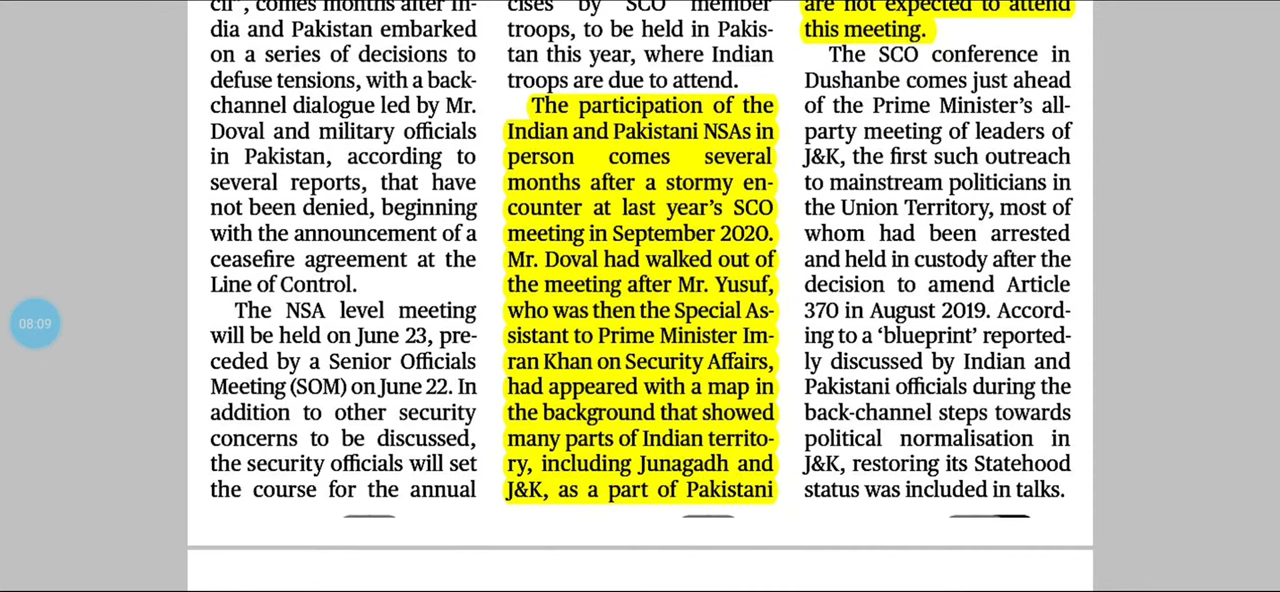 cil", comes months after In-
dia and Pakistan embarked
on a series of decisions to
defuse tensions, with a back-
channel dialogue led by Mr.
Doval and military officials
in Pakistan, according to
several reports, that have
not been denied, beginning
with the announcement of a
ceasefire agreement at the
Line of Control.
The NSA level meeting
will be held on June 23, pre-
ceded by a Senior Officials
Meeting (SOM) on June 22. In
addition to other security
concerns to be discussed,
the security officials will set
the course for the annual
cises by SCO member
troops, to be held in Pakis-
tan this year, where Indian
troops are due to attend.
The participation of the
Indian and Pakistani NSAs in
person comes several
months after a stormy en-
counter at last year's SCO
meeting in September 2020.
Mr. Doval had walked out of
the meeting after Mr. Yusuf,
who was then the Special As-
sistant to Prime Minister Im-
ran Khan on Security Affairs,
had appeared with a map in
the background that showed
many parts of Indian territo-
ry, including Junagadh and
J&K, as a part of Pakistani
are not expected to attend
this meeting.
The SCO conference in
Dushanbe comes just ahead
of the Prime Minister's all-
party meeting of leaders of
J&K, the first such outreach
to mainstream politicians in
the Union Territory, most of
whom had been arrested
and held in custody after the
decision to amend Article
370 in August 2019. Accord-
ing to a 'blueprint' reported-
ly discussed by Indian and
Pakistani officials during the
back-channel steps towards
political normalisation in
J&K, restoring its Statehood
status was included in talks.
08:09